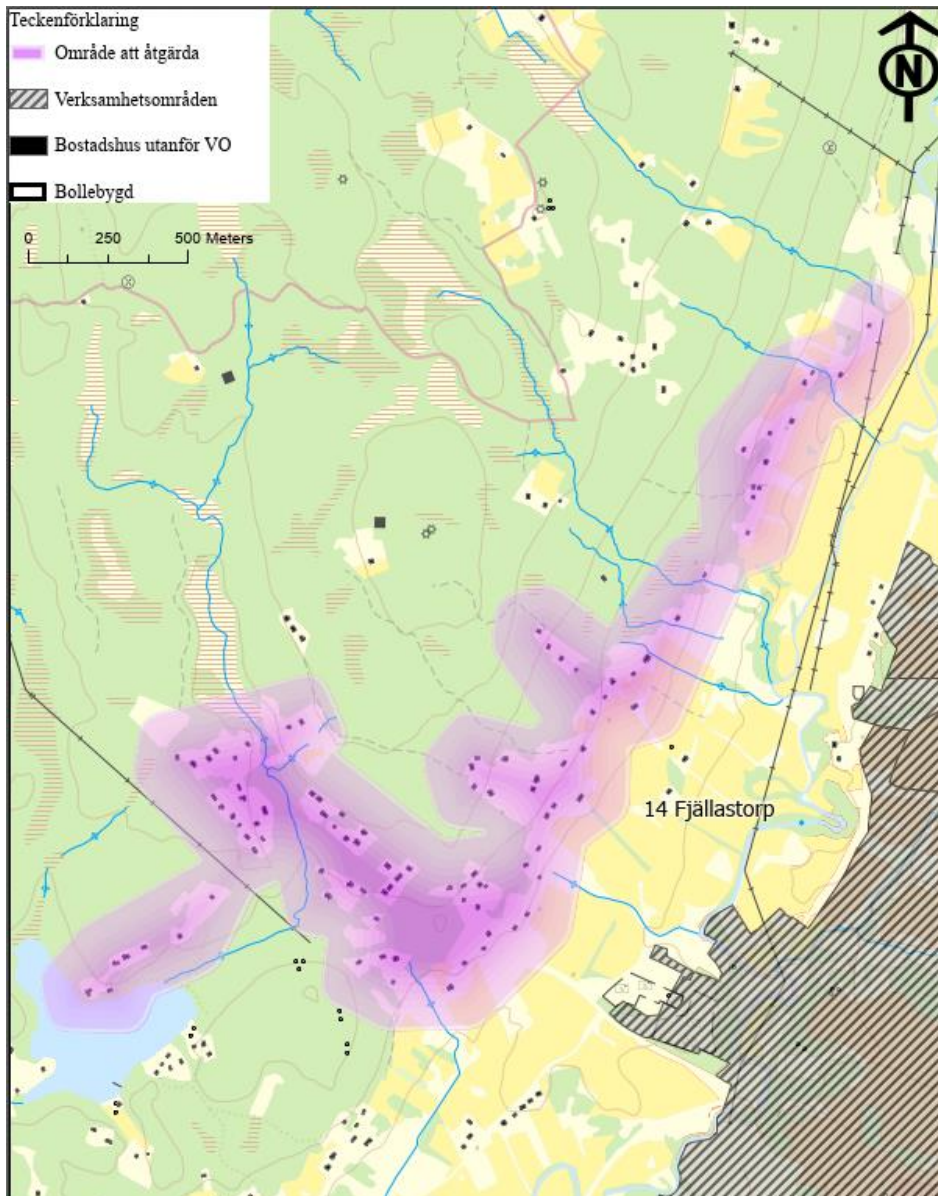 Teckenförklaring
Område att åtgärda
Verksamhetsområden
Bostadshus utanför VO
Bollebygd
0 250 500 Meters
N
14 Fjällastorp